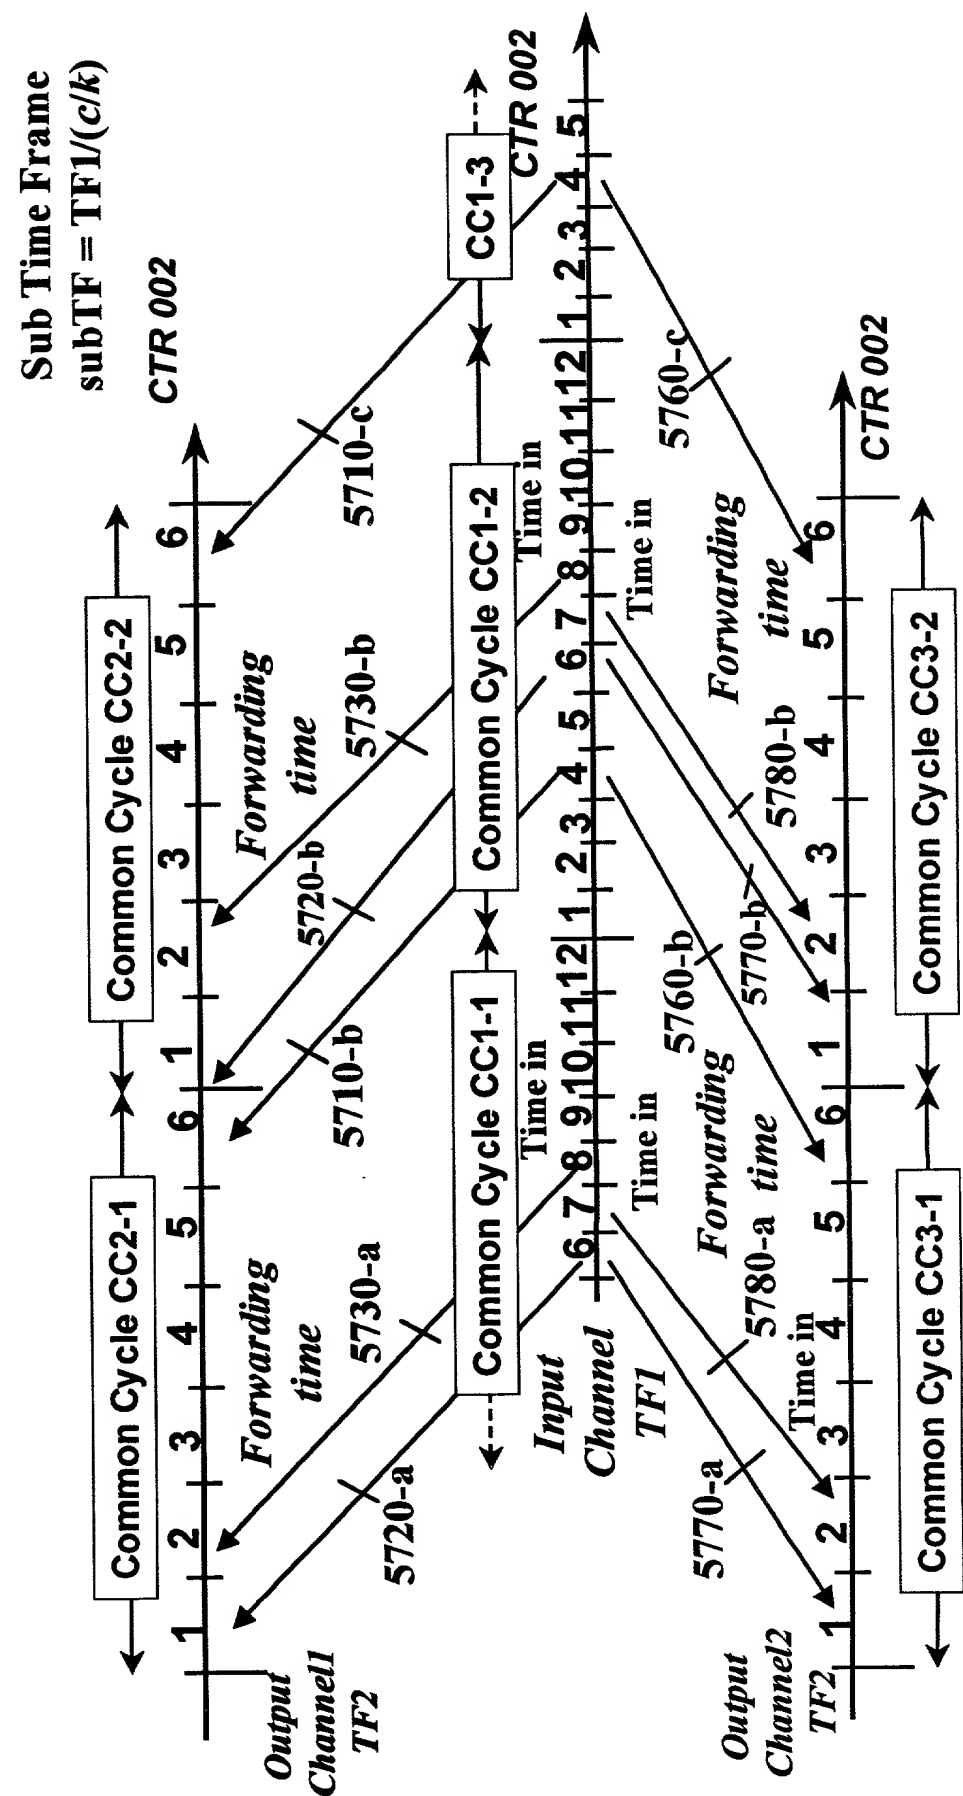 Sub Time Frame
subTF = TF1/(c/k)
Common Cycle CC2-1
Common Cycle CC2-2
CTR 002
1
2
3
4
5
6
1
2
3
4
5
6
Output
Channel1
TF2
5720-a
5730-a
Forwarding
time
5710-b
5720-b
5730-b
Forwarding
time
5710-c
Common Cycle CC1-1
Common Cycle CC1-2
CC1-3
CTR 002
Time in
Time in
Input
Channel
TF1
6
7
8
9
10
11
12
1
2
3
4
5
6
7
8
9
10
11
12
1
2
3
4
5
Time in
Time in
5770-a
5780-a
Forwarding
time
Time in
5760-b
5770-b
5780-b
Forwarding
time
5760-c
CTR 002
Output
Channel2
TF2
1
2
3
4
5
6
1
2
3
4
5
6
Common Cycle CC3-1
Common Cycle CC3-2